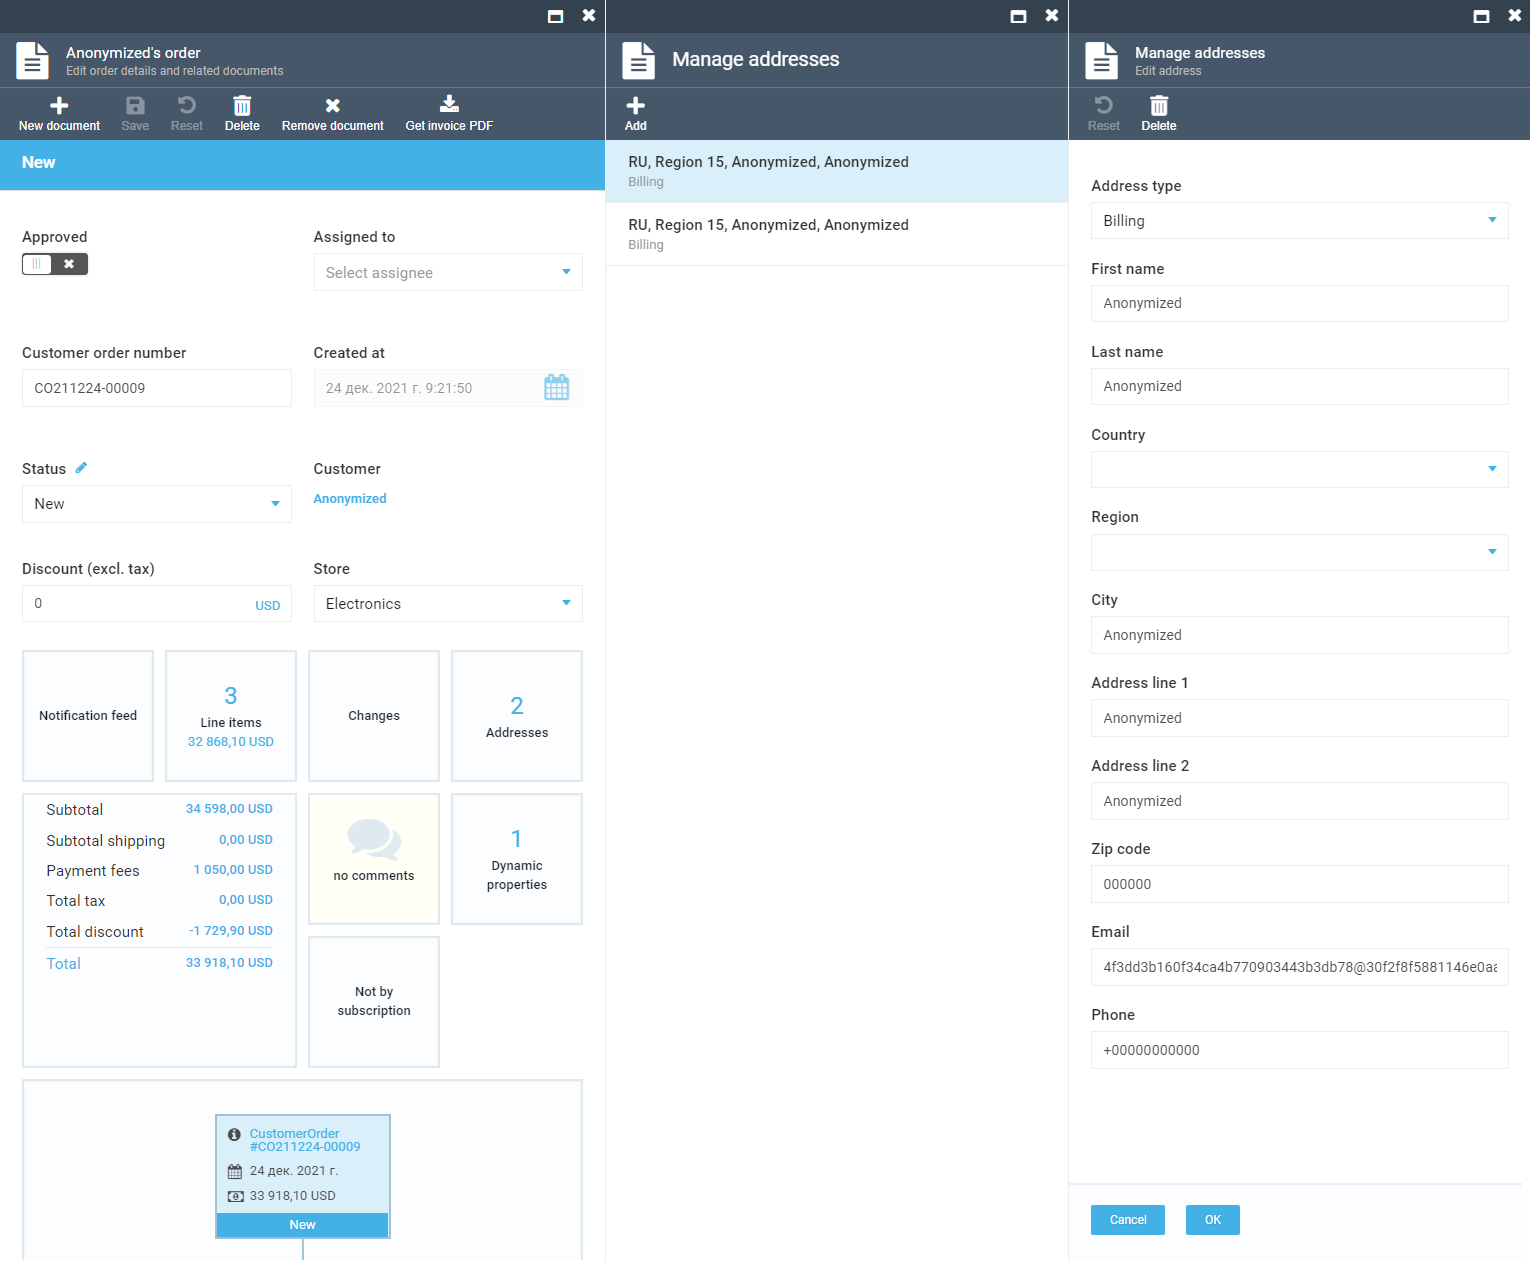 Anonymized's order
Edit order details and related documents
New document
Save
Reset
Delete
Remove document
Get invoice PDF
New
Approved
Assigned to
Select assignee
Customer order number
Created at
CO211224-00009
24 дек. 2021 г. 9:21:50
Status
Customer
New
Anonymized
Discount (excl. tax)
Store
0
USD
Electronics
Notification feed
3
Line items
32 868,10 USD
Changes
2
Addresses
Subtotal 34 598,00 USD
Subtotal shipping 0,00 USD
Payment fees 1 050,00 USD
Total tax 0,00 USD
Total discount -1 729,90 USD
Total 33 918,10 USD
no comments
1
Dynamic
properties
Not by
subscription
CustomerOrder
#CO211224-00009
24 дек. 2021 г.
33 918,10 USD
New
Manage addresses
Add
RU, Region 15, Anonymized, Anonymized
Billing
RU, Region 15, Anonymized, Anonymized
Billing
Manage addresses
Edit address
Reset
Delete
Address type
Billing
First name
Anonymized
Last name
Anonymized
Country
Region
City
Anonymized
Address line 1
Anonymized
Address line 2
Anonymized
Zip code
000000
Email
4f3dd3b160f34ca4b770903443b3db78@30f2f8f5881146e0aa
Phone
+00000000000
Cancel
OK